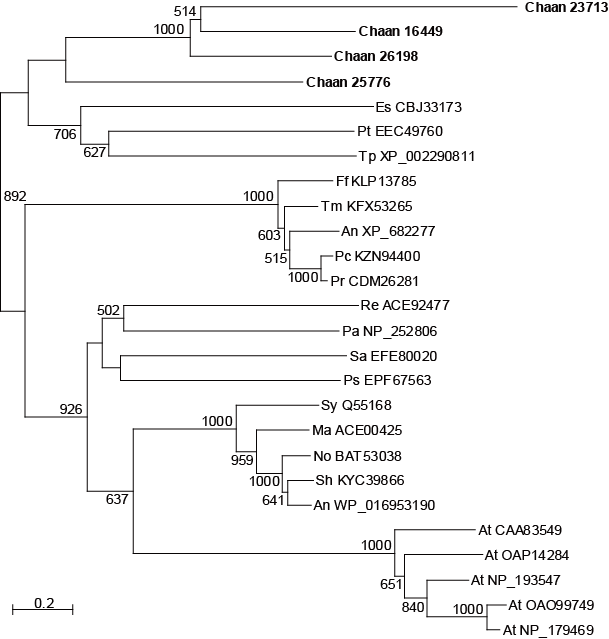 514
Chaan 23713
1000
Chaan 16449
Chaan 26198
Chaan 25776
Es CBJ33173
706
Pt EEC49760
627
Tp XP_002290811
892
1000
Ff KLP13785
Tm KFX53265
603
An XP_682277
515
Pc KZN94400
1000
Pr CDM26281
502
Re ACE92477
Pa NP_252806
Sa EFE80020
Ps EPF67563
926
Sy Q55168
1000
Ma ACE00425
959
No BAT53038
1000
Sh KYC39866
637
641
An WP_016953190
At CAA83549
1000
At OAP14284
651
At NP_193547
840
0.2
1000
At OAO99749
At NP_179469